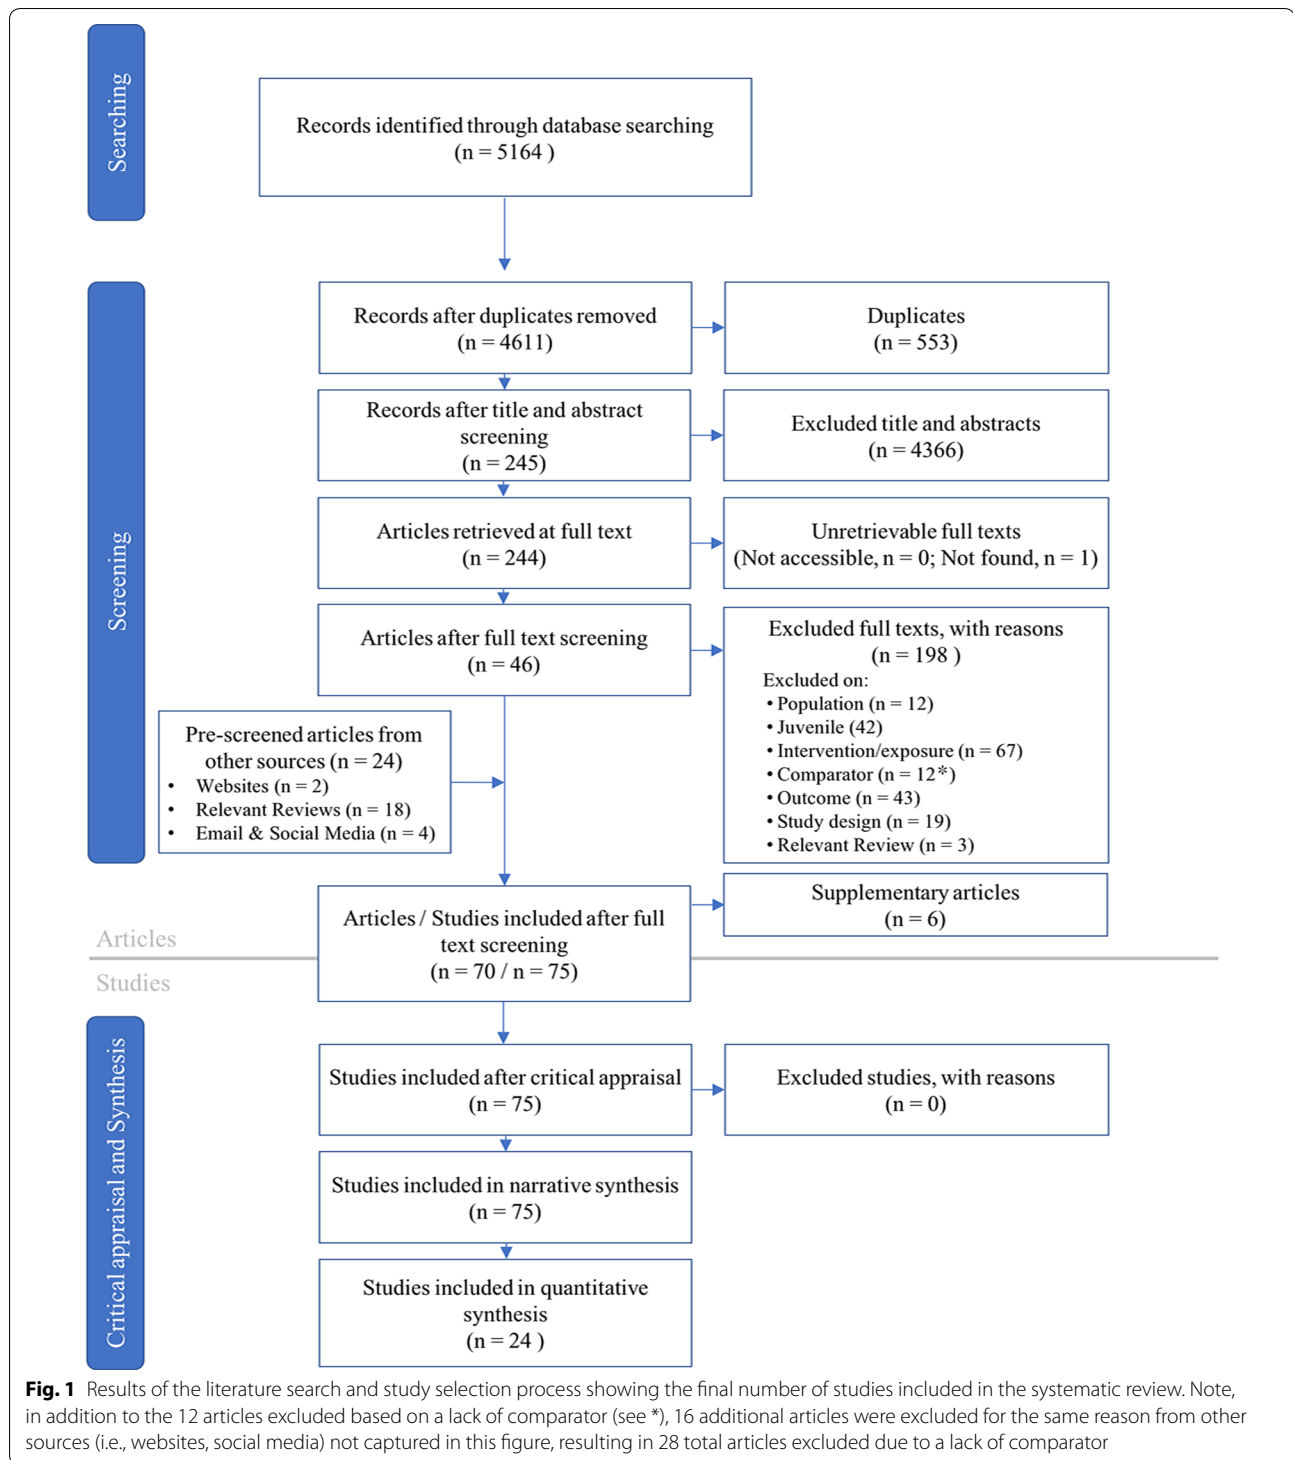 Searching
Records identified through database searching
(n = 5164 )
Screening
Records after duplicates removed
(n = 4611)
Duplicates
(n = 553)
Records after title and abstract
screening
(n = 245)
Excluded title and abstracts
(n = 4366)
Articles retrieved at full text
(n = 244)
Unretrievable full texts
(Not accessible, n = 0; Not found, n = 1)
Articles after full text screening
(n = 46)
Excluded full texts, with reasons
(n = 198 )
Excluded on:
• Population (n = 12)
• Juvenile (42)
• Intervention/exposure (n = 67)
• Comparator (n = 12*)
• Outcome (n = 43)
• Study design (n = 19)
• Relevant Review (n = 3)
Pre-screened articles from
other sources (n = 24)
• Websites (n = 2)
• Relevant Reviews (n = 18)
• Email & Social Media (n = 4)
Articles / Studies included after full
text screening
(n = 70 / n = 75)
Supplementary articles
(n = 6)
Articles
Studies
Critical appraisal and Synthesis
Studies included after critical appraisal
(n = 75)
Excluded studies, with reasons
(n = 0)
Studies included in narrative synthesis
(n = 75)
Studies included in quantitative
synthesis
(n = 24 )
Fig. 1 Results of the literature search and study selection process showing the final number of studies included in the systematic review. Note,
in addition to the 12 articles excluded based on a lack of comparator (see *), 16 additional articles were excluded for the same reason from other
sources (i.e., websites, social media) not captured in this figure, resulting in 28 total articles excluded due to a lack of comparator